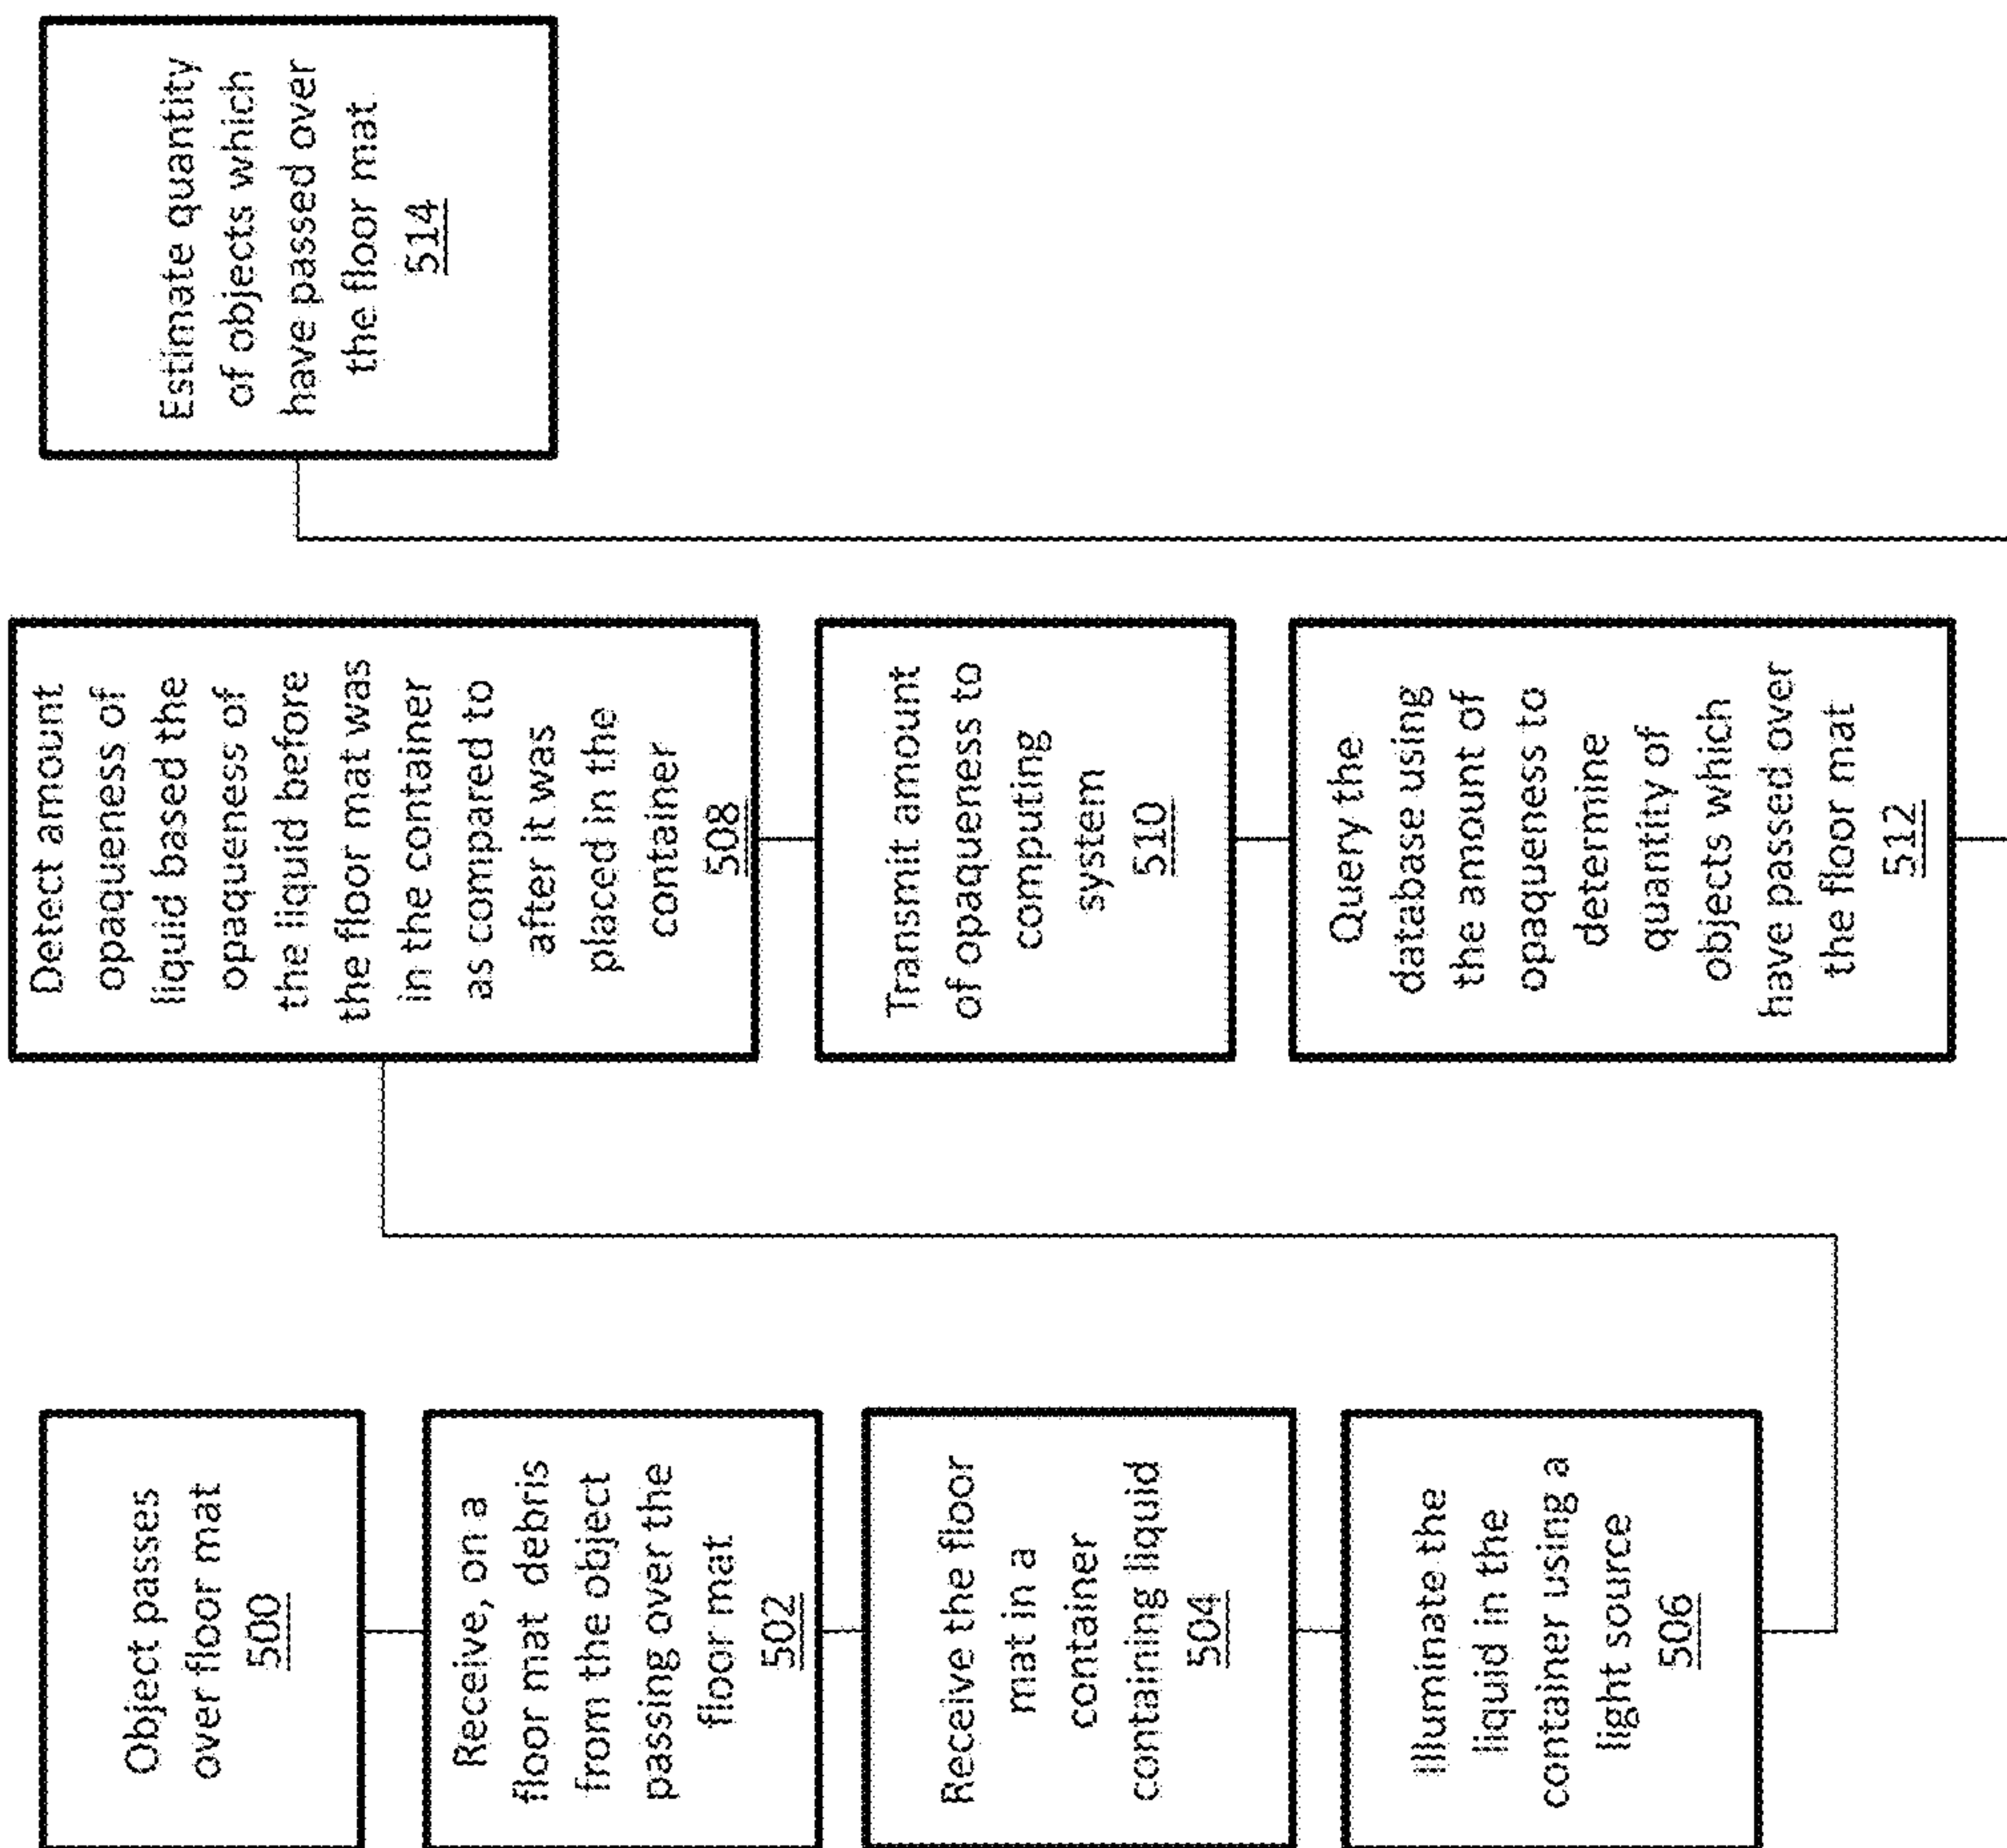 Object passes
over floor mat
500
Receive, on a
floor mat debris
from the object
passing over the
floor mat
502
Receive the floor
mat in a
container
containing liquid
504
Illuminate the
liquid in the
container using a
light source
506
Detect amount
opaqueness of
liquid based the
opaqueness of
the liquid before
the floor mat was
in the container
as compared to
after it was
placed in the
container
508
Transmit amount
of opaqueness to
computing
system
510
Query the
database using
the amount of
opaqueness to
determine
quantity of
objects which
have passed over
the floor mat
512
Estimate quantity
of objects which
have passed over
the floor mat
514